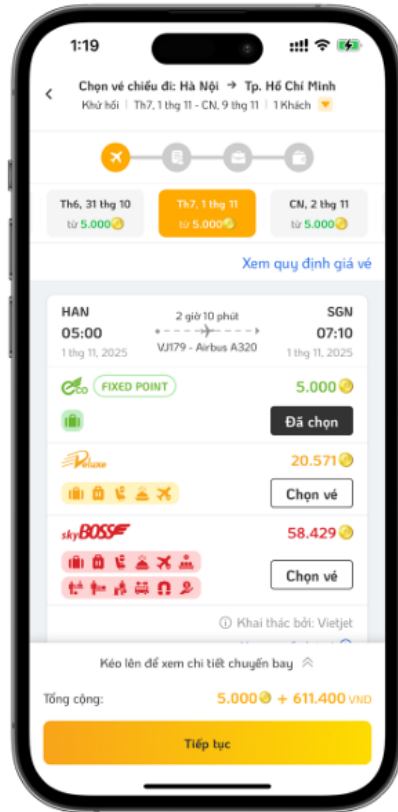 1:19
Chọn vé chiều đi: Hà Nội → Tp. Hồ Chí Minh
Khứ hồi | Th7, 1 thg 11 - CN, 9 thg 11 | 1 Khách
Th6, 31 thg 10
từ 5.000
Th7, 1 thg 11
từ 5.000
CN, 2 thg 11
từ 5.000
Xem quy định giá vé
HAN 2 giờ 10 phút SGN
05:00 07:10
1 thg 11, 2025 VJ179 - Airbus A320 1 thg 11, 2025
eco FIXED POINT 5.000
Đã chọn
Deluxe 20.571
Chọn vé
skyBOSS 58.429
Chọn vé
Khai thác bởi: Vietjet
Kéo lên để xem chi tiết chuyến bay
Tổng cộng: 5.000 + 611.400 VND
Tiếp tục